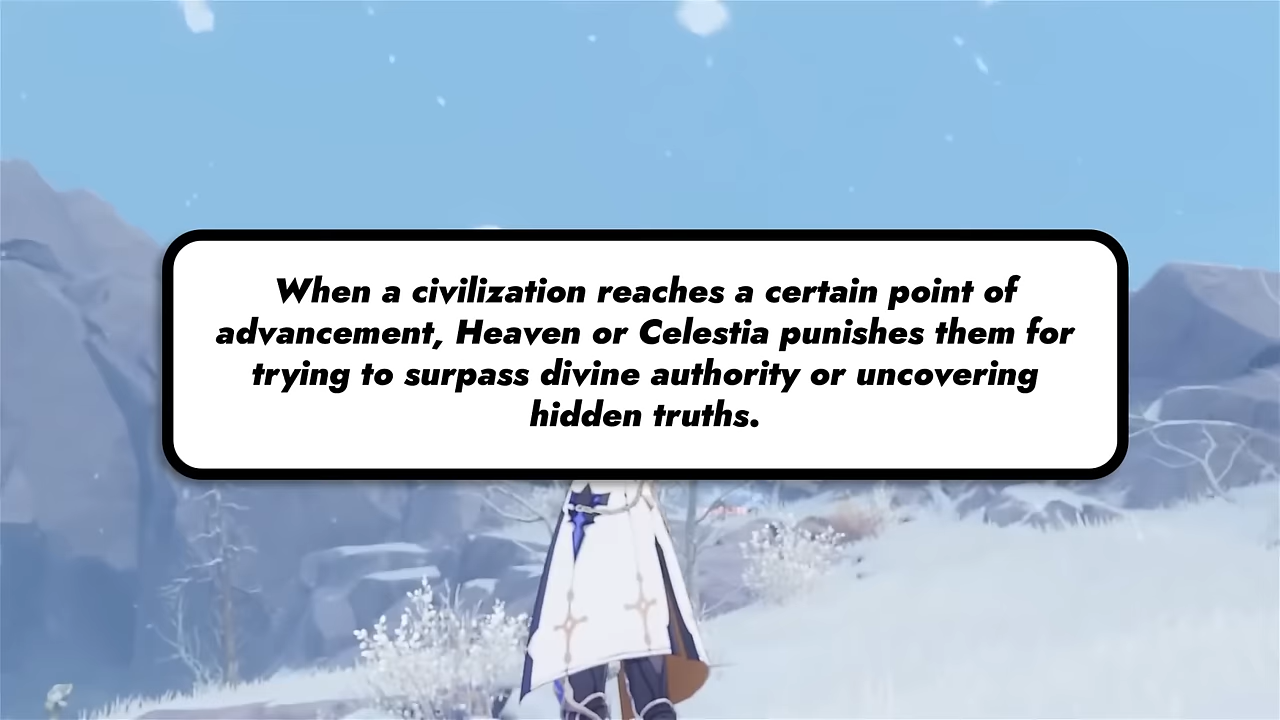 When a civilization reaches a certain point of
advancement, Heaven or Celestia punishes them for
trying to surpass divine authority or uncovering
hidden truths.